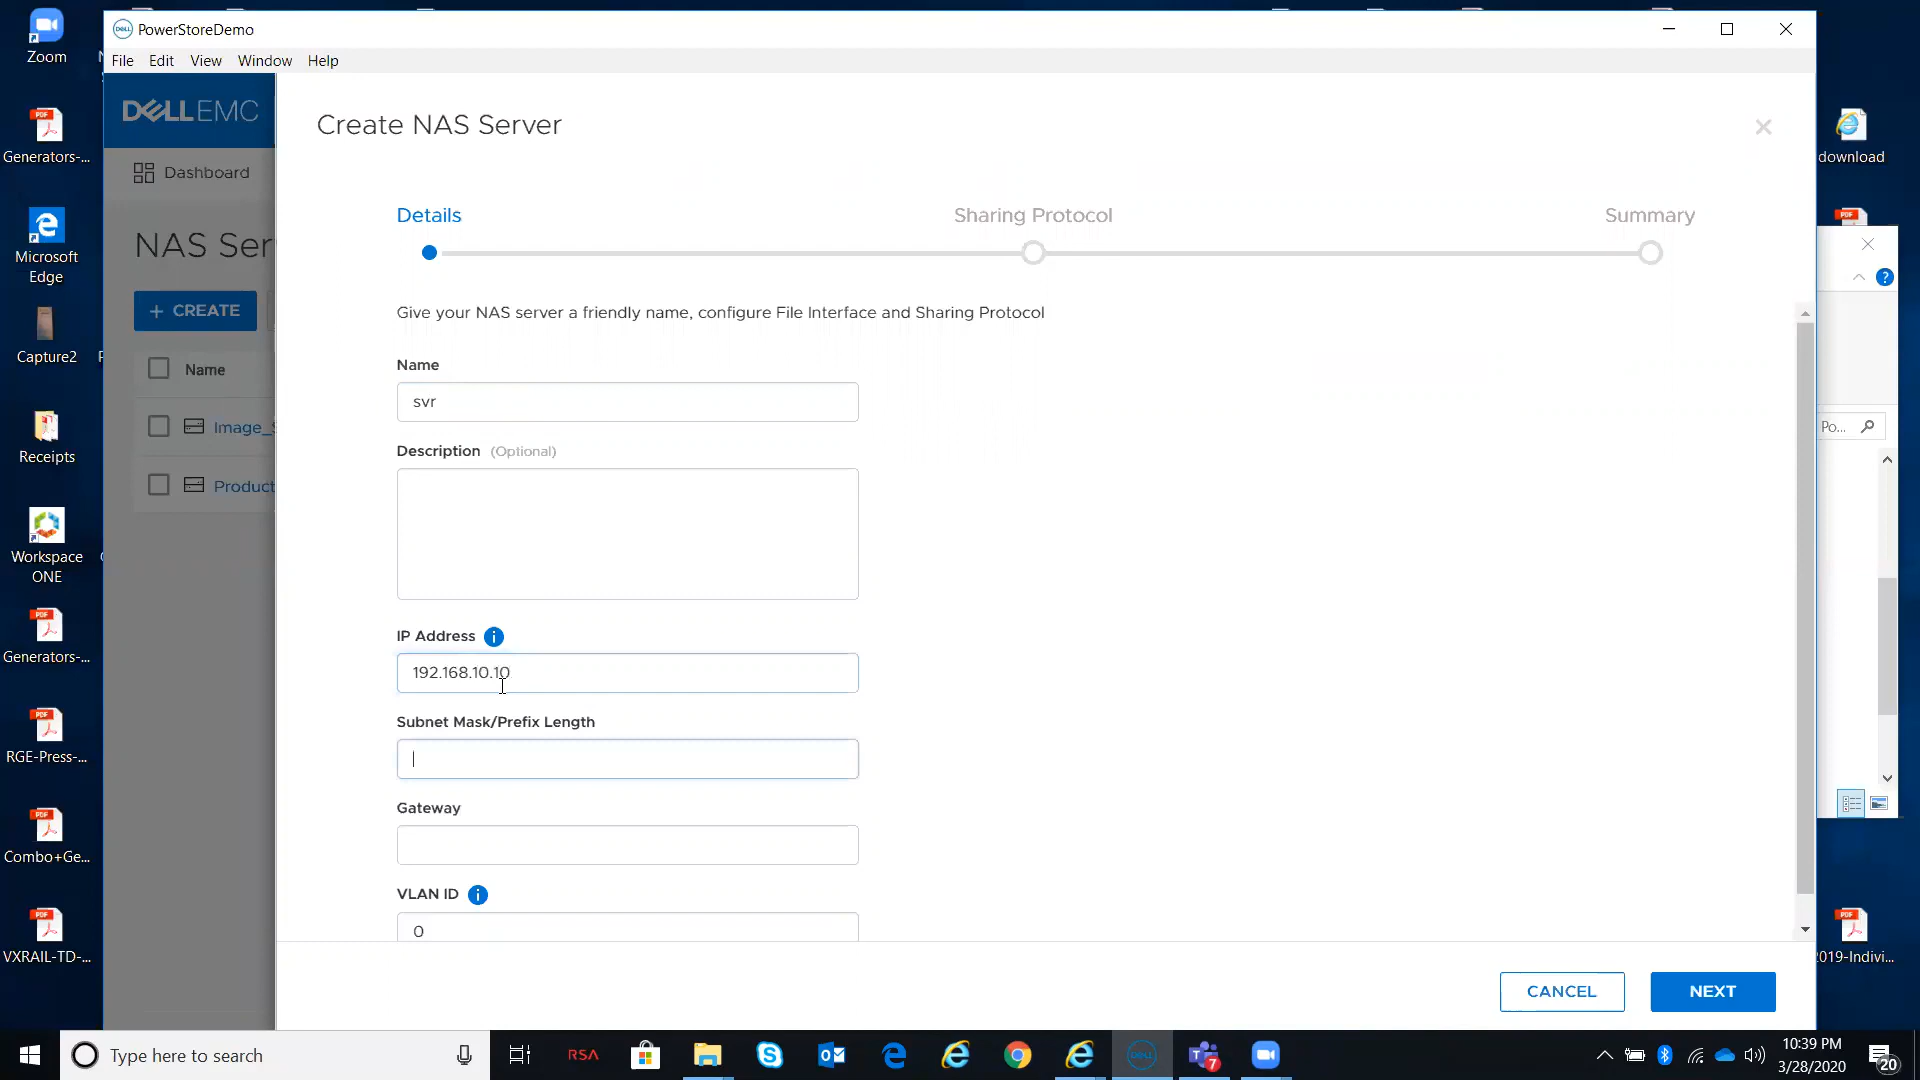 Zoom
PowerStoreDemo
File Edit View Window Help
DELLEMC
Create NAS Server
Generators-...
download
Dashboard
Details
Sharing Protocol
Summary
NAS Ser
Microsoft
Edge
+ CREATE
Give your NAS server a friendly name, configure File Interface and Sharing Protocol
Capture2
Name
Name
svr
Image_S
Po...
Receipts
Description (Optional)
Product
Workspace
ONE
IP Address
192.168.10.10
Generators-...
Subnet Mask/Prefix Length
RGE-Press-...
Gateway
Combo+Ge...
VLAN ID
0
VXRAIL-TD-...
2019-Indivi...
CANCEL
NEXT
Type here to search
RSA
7
10:39 PM
3/28/2020
20